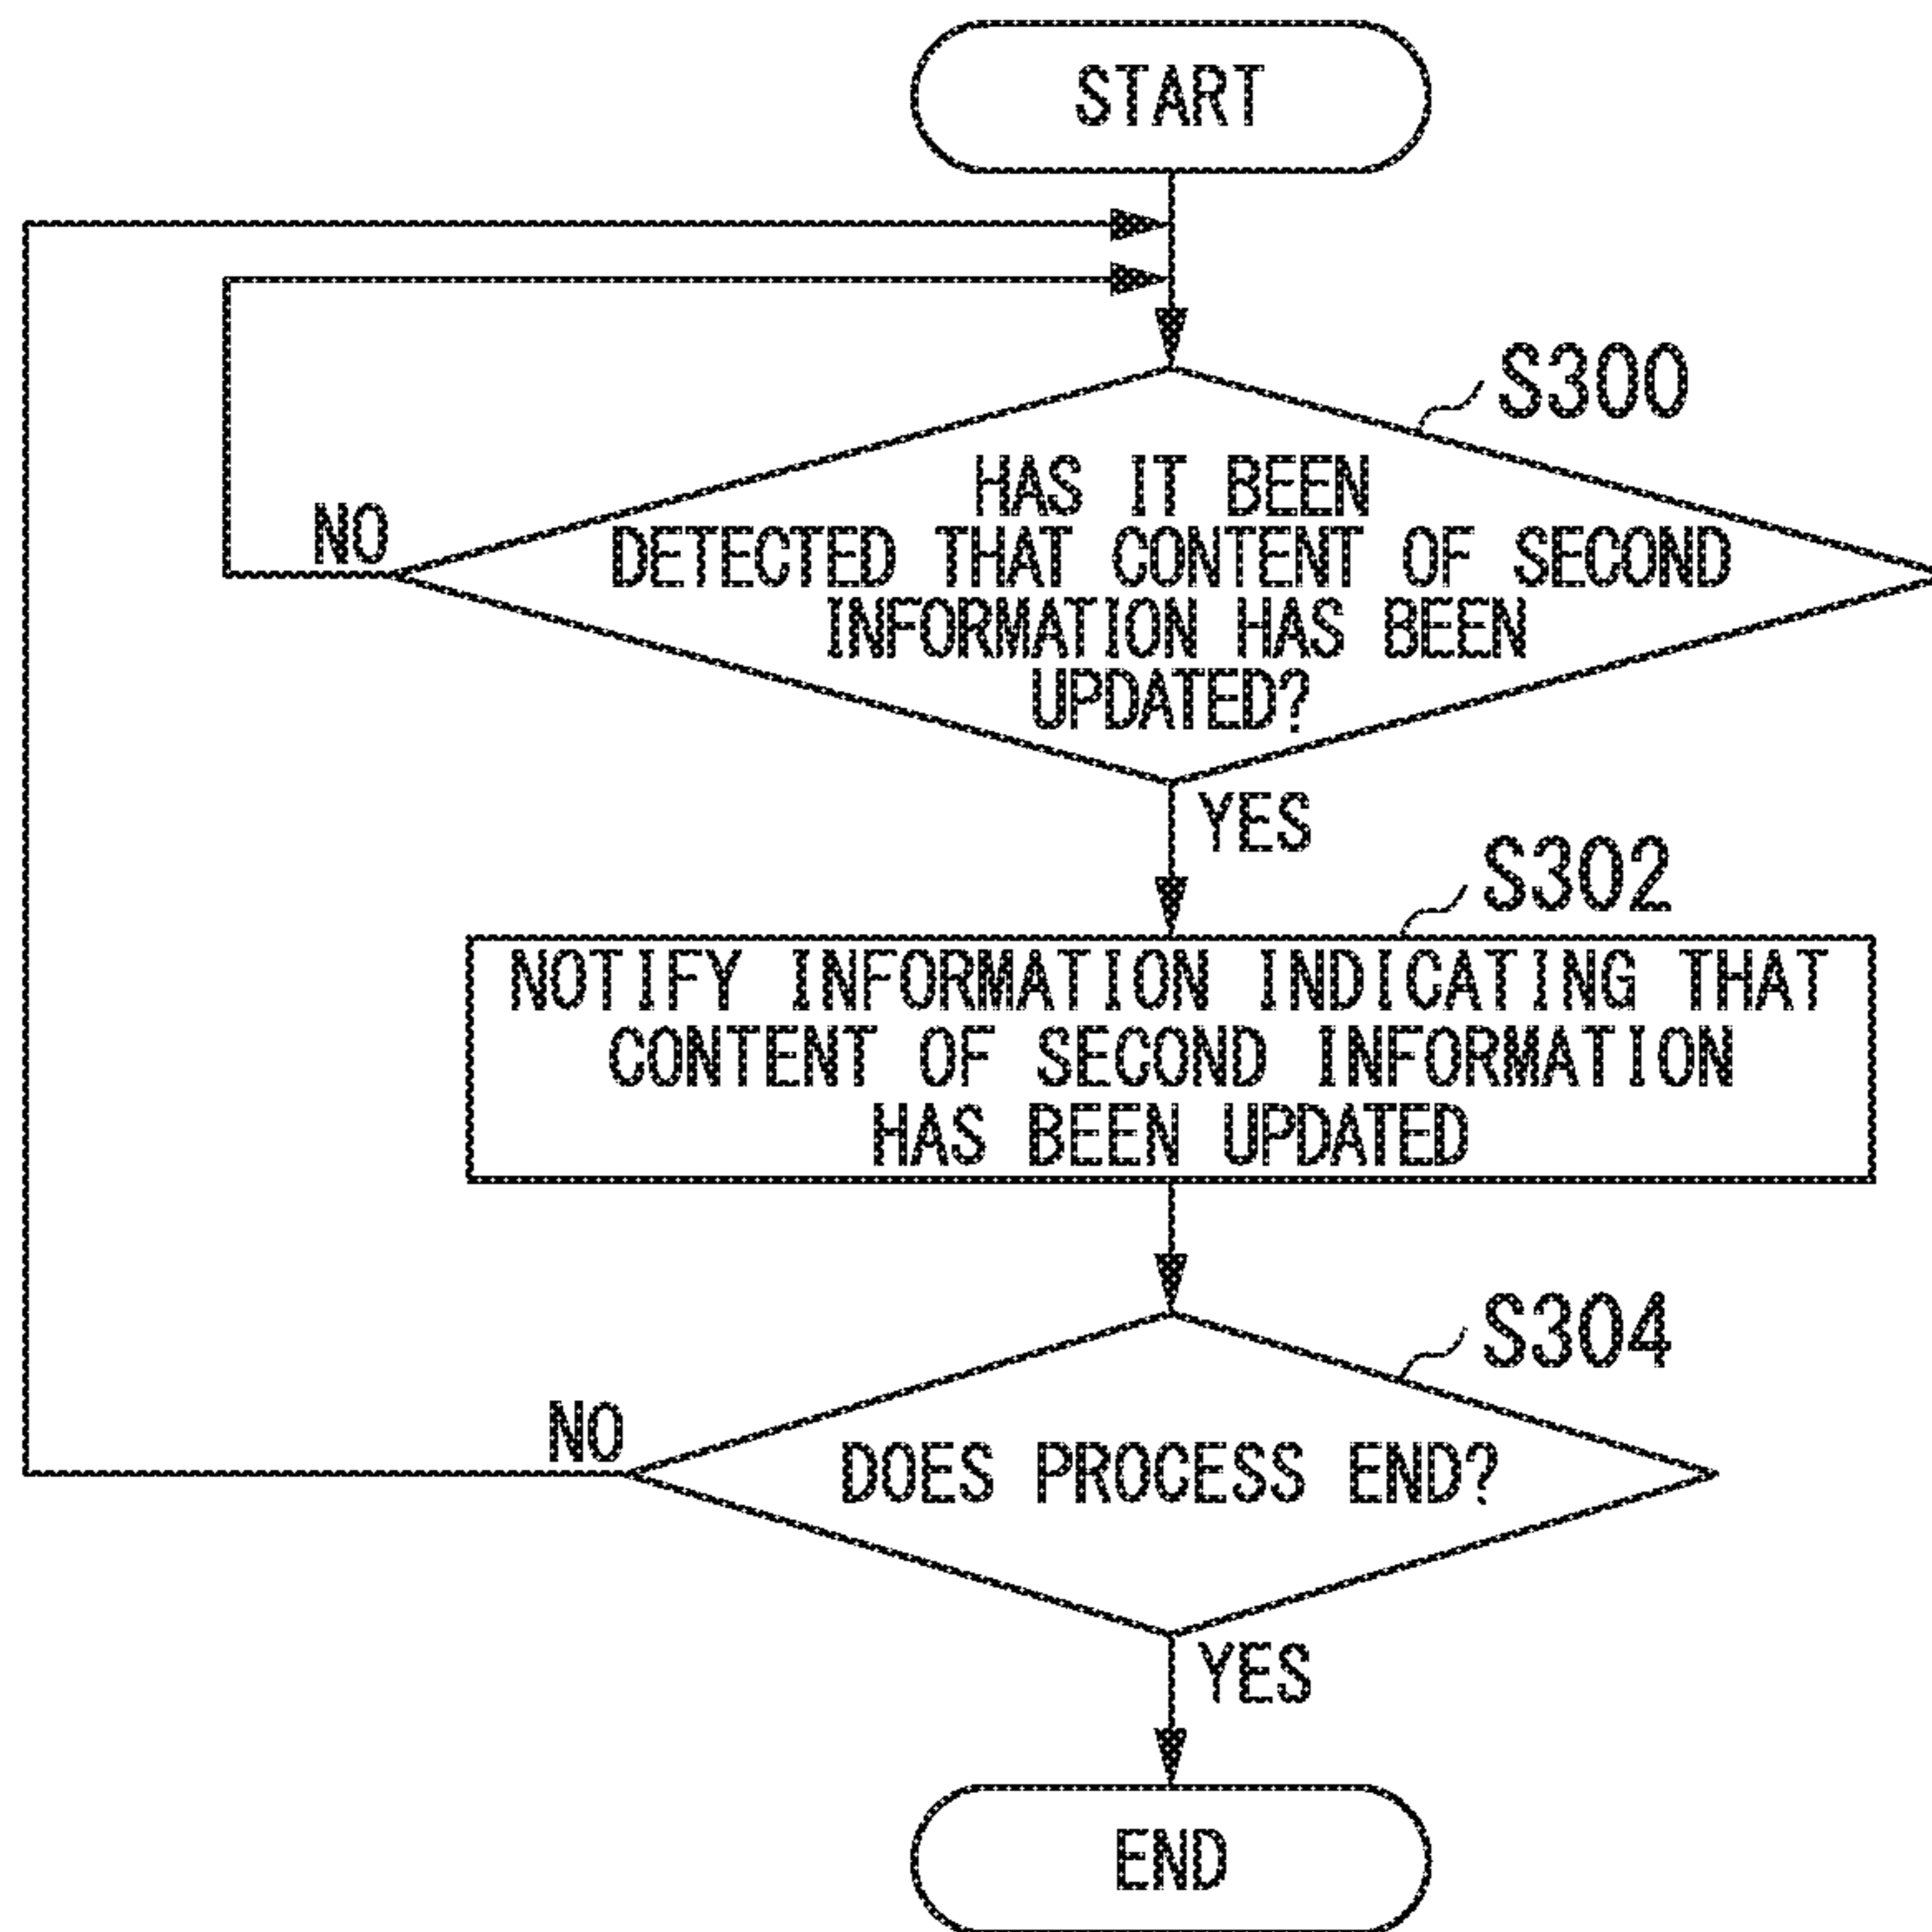 START
S300
HAS IT BEEN
DETECTED THAT CONTENT OF SECOND
INFORMATION HAS BEEN
UPDATED?
NO
YES
S302
NOTIFY INFORMATION INDICATING THAT
CONTENT OF SECOND INFORMATION
HAS BEEN UPDATED
S304
NO
DOES PROCESS END?
YES
END